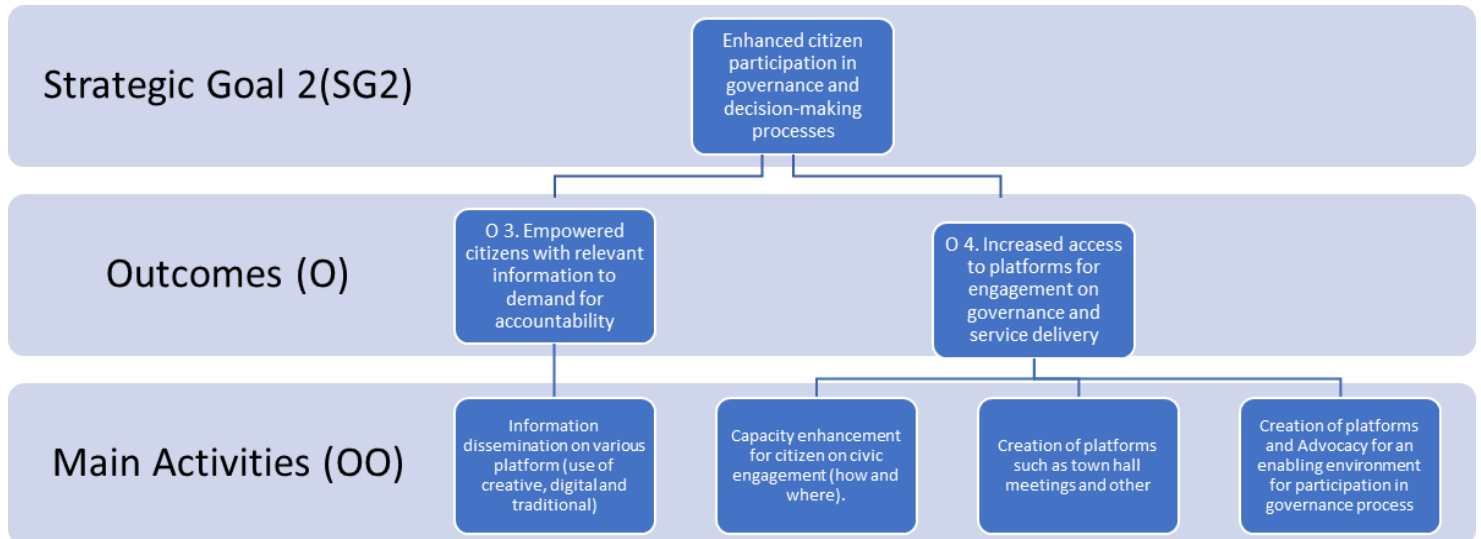 Strategic Goal 2(SG2)
Enhanced citizen
participation in
governance and
decision-making
processes
Outcomes (O)
O 3. Empowered
citizens with relevant
information to
demand for
accountability
O 4. Increased access
to platforms for
engagement on
governance and
service delivery
Main Activities (OO)
Information
dissemination on various
platform (use of
creative, digital and
traditional)
Capacity enhancement
for citizen on civic
engagement (how and
where).
Creation of platforms
such as town hall
meetings and other
Creation of platforms
and Advocacy for an
enabling environment
for participation in
governance process